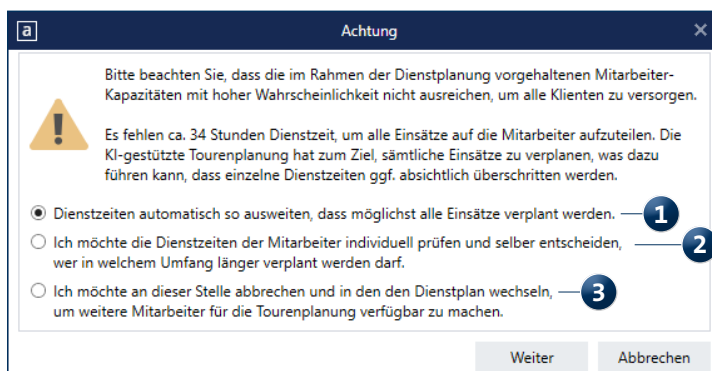 a
Achtung
Bitte beachten Sie, dass die im Rahmen der Dienstplanung vorgehaltenen Mitarbeiter-
Kapazitäten mit hoher Wahrscheinlichkeit nicht ausreichen, um alle Klienten zu versorgen.
Es fehlen ca. 34 Stunden Dienstzeit, um alle Einsätze auf die Mitarbeiter aufzuteilen. Die
KI-gestützte Tourenplanung hat zum Ziel, sämtliche Einsätze zu verplanen, was dazu
führen kann, dass einzelne Dienstzeiten ggf. absichtlich überschritten werden.
Dienstzeiten automatisch so ausweiten, dass möglichst alle Einsätze verplant werden. 1
Ich möchte die Dienstzeiten der Mitarbeiter individuell prüfen und selber entscheiden, 2
wer in welchem Umfang länger verplant werden darf.
Ich möchte an dieser Stelle abbrechen und in den den Dienstplan wechseln, 3
um weitere Mitarbeiter für die Tourenplanung verfügbar zu machen.
Weiter Abbrechen